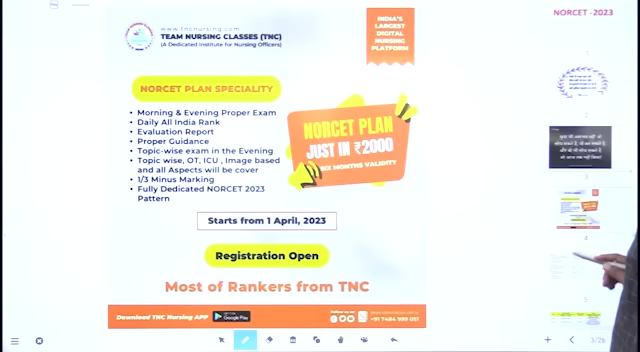 NORCET -2023
www.tncnursing.com
TEAM NURSING CLASSES (TNC)
(A Dedicated Institute for Nursing Officers)
INDIA'S
LARGEST
DIGITAL
NURSING
PLATFORM
NORCET PLAN SPECIALITY
• Morning & Evening Proper Exam
• Daily All India Rank
• Evaluation Report
• Proper Guidance
• Topic-wise exam in the Evening
• Topic wise, OT, ICU , Image based
and all Aspects will be cover
• 1/3 Minus Marking
• Fully Dedicated NORCET 2023
Pattern
NORCET PLAN
JUST IN ₹2000
SIX MONTHS VALIDITY
Starts from 1 April, 2023
Registration Open
Most of Rankers from TNC
Download TNC Nursing APP
Google Play
Follow us on
3/26